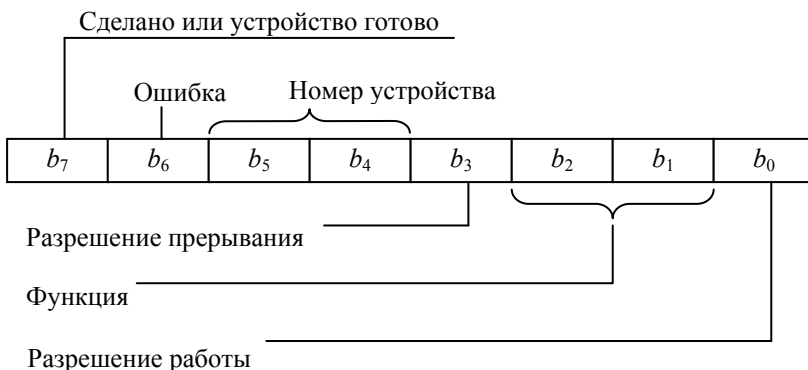 Сделано или устройство готово
Ошибка Номер устройства
b₇ b₆ b₅ b₄ b₃ b₂ b₁ b₀
Разрешение прерывания
Функция
Разрешение работы